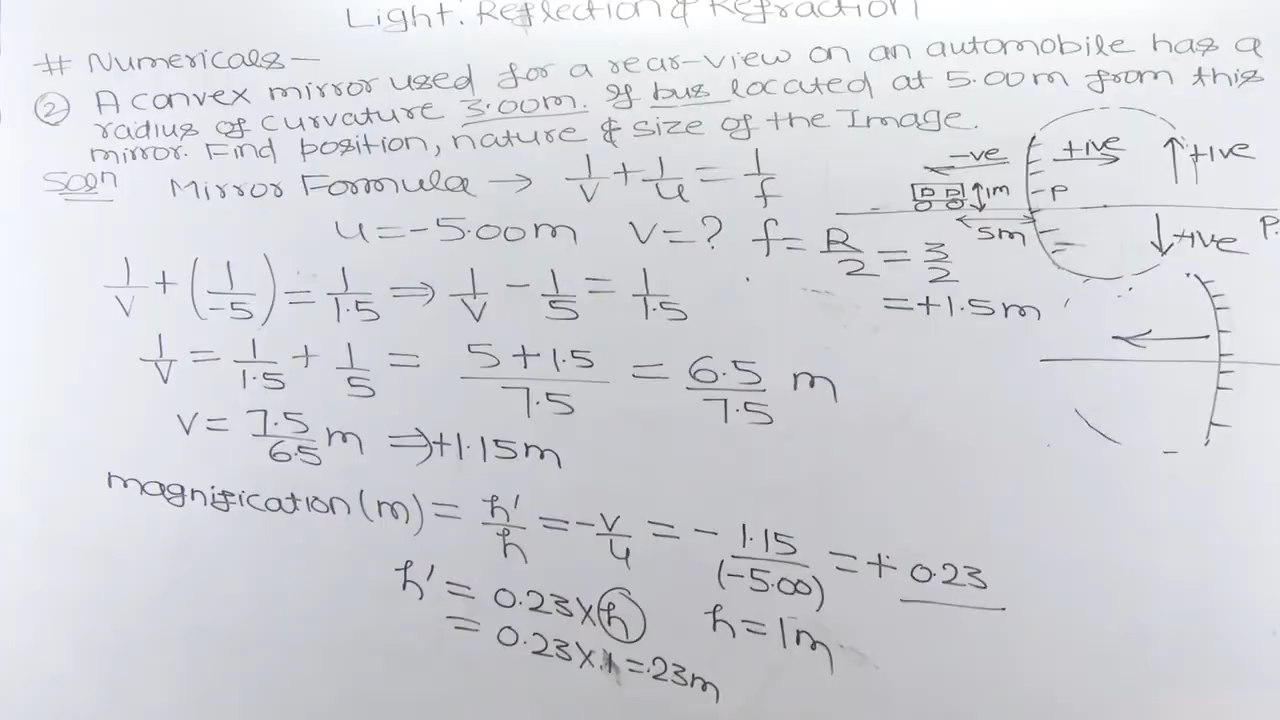 Light: Reflection & Refraction
# Numericals —
② A convex mirror used for a rear-view on an automobile has a
radius of curvature 3.00m. If bus located at 5.00m from this
mirror. Find position, nature & size of the Image.
Soln Mirror Formula → 1/v + 1/u = 1/f
u = -5.00m v = ? f = R/2 = 3/2
= +1.5m
1/v + (1/-5) = 1/1.5 ⇒ 1/v - 1/5 = 1/1.5
1/v = 1/1.5 + 1/5 = 5+1.5/7.5 = 6.5/7.5 m
v = 7.5/6.5 m ⇒ +1.15m
magnification (m) = h'/h = -v/u = - 1.15/(-5.00) = + 0.23
h' = 0.23 × h h = 1m
= 0.23 × 1 = .23m
-ve +ive +ive
1m P
5m +ve P.